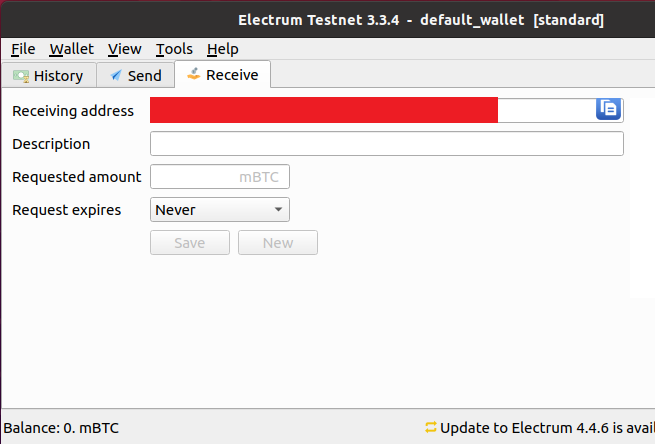 Electrum Testnet 3.3.4 - default_wallet [standard]
File Wallet View Tools Help
History Send Receive
Receiving address
Description
Requested amount mBTC
Request expires Never
Save New
Balance: 0. mBTC Update to Electrum 4.4.6 is avai